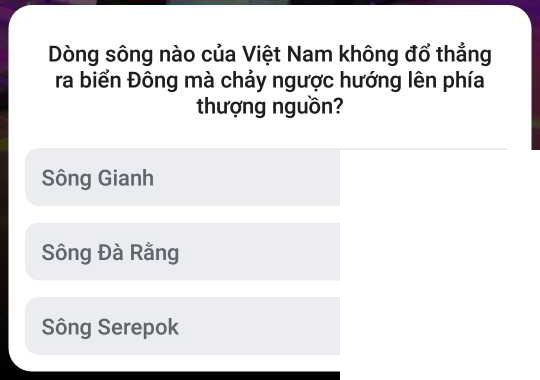 Dòng sông nào của Việt Nam không đổ thẳng
ra biển Đông mà chảy ngược hướng lên phía
thượng nguồn?
Sông Gianh
Sông Đà Rằng
Sông Serepok